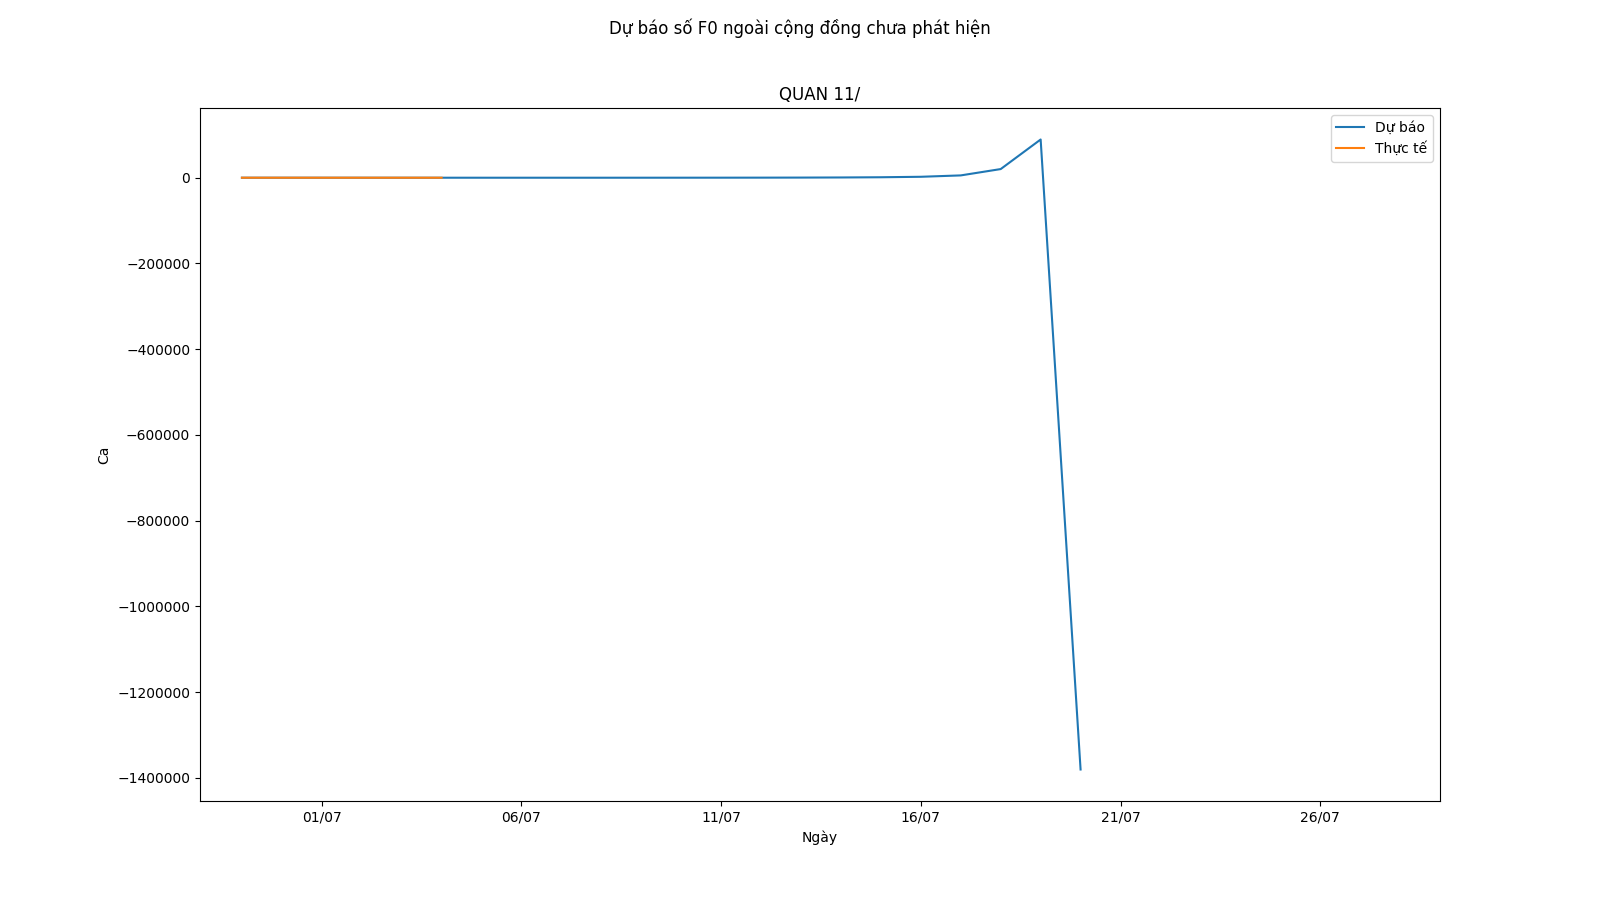 Dự báo số F0 ngoài cộng đồng chưa phát hiện
QUAN 11/
Dự báo
Thực tế
0
−200000
−400000
−600000
−800000
−1000000
−1200000
−1400000
Ca
01/07
06/07
11/07
16/07
21/07
26/07
Ngày